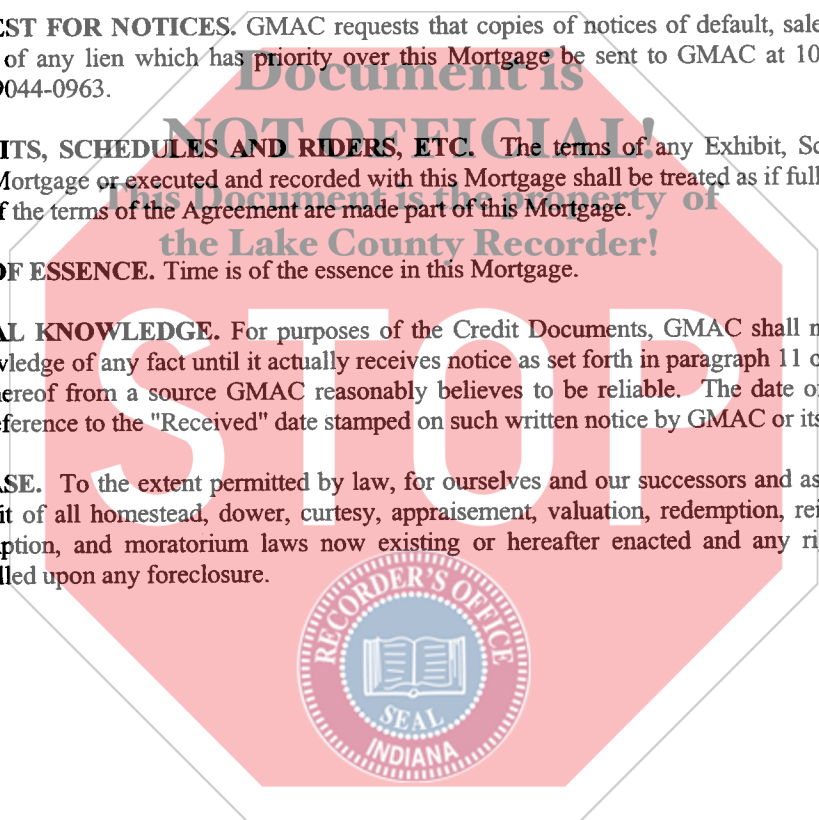 EST FOR NOTICES. GMAC requests that copies of notices of default, sale
of any lien which has priority over this Mortgage be sent to GMAC at 10
9044-0963.
Document is
NOT OFFICIAL!
ITS, SCHEDULES AND RIDERS, ETC. The terms of any Exhibit, Sc
Mortgage or executed and recorded with this Mortgage shall be treated as if full
This Document is the property of
f the terms of the Agreement are made part of this Mortgage.
the Lake County Recorder!
OF ESSENCE. Time is of the essence in this Mortgage.
AL KNOWLEDGE. For purposes of the Credit Documents, GMAC shall n
wledge of any fact until it actually receives notice as set forth in paragraph 11 o
hereof from a source GMAC reasonably believes to be reliable. The date o
eference to the "Received" date stamped on such written notice by GMAC or its
STOP
ASE. To the extent permitted by law, for ourselves and our successors and as
it of all homestead, dower, curtesy, appraisement, valuation, redemption, rei
ption, and moratorium laws now existing or hereafter enacted and any ri
lled upon any foreclosure.
RECORDER'S OFFICE
SEAL
INDIANA